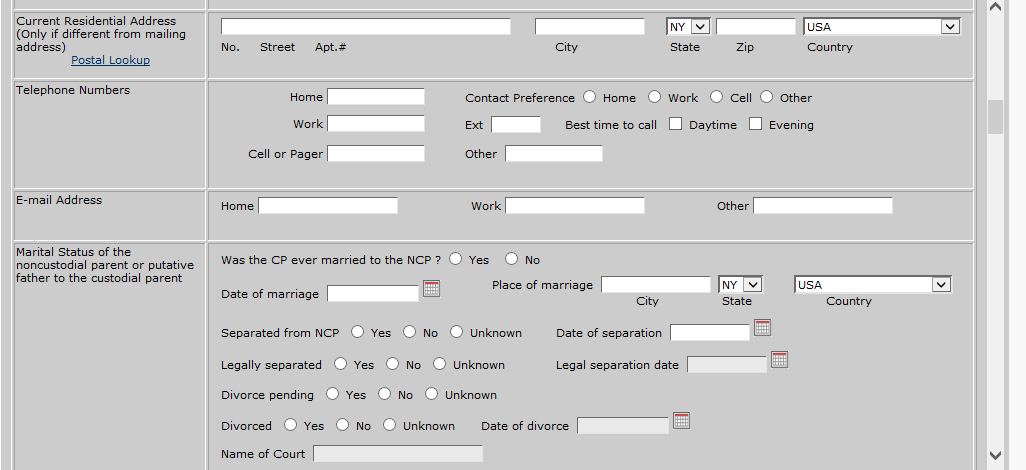 Current Residential Address
(Only if different from mailing
address)
Postal Lookup
NY
USA
No. Street Apt.# City State Zip Country
Telephone Numbers
Home Contact Preference Home Work Cell Other
Work Ext Best time to call Daytime Evening
Cell or Pager Other
E-mail Address
Home Work Other
Marital Status of the
noncustodial parent or putative
father to the custodial parent
Was the CP ever married to the NCP ? Yes No
Date of marriage Place of marriage NY USA
City State Country
Separated from NCP Yes No Unknown Date of separation
Legally separated Yes No Unknown Legal separation date
Divorce pending Yes No Unknown
Divorced Yes No Unknown Date of divorce
Name of Court